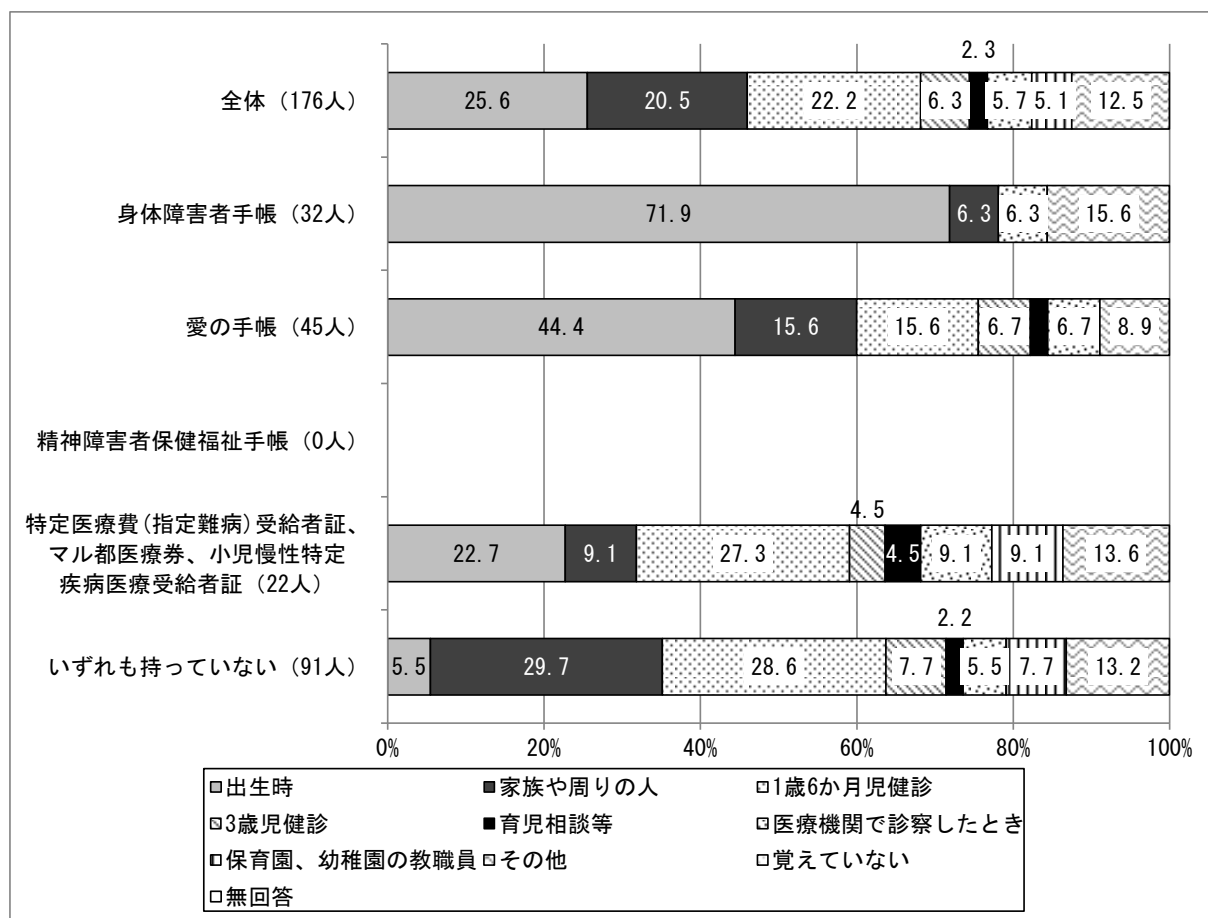 2.3
全体（176人）
25.6 20.5 22.2 6.3 5.7 5.1 12.5
身体障害者手帳（32人）
71.9 6.3 6.3 15.6
愛の手帳（45人）
44.4 15.6 15.6 6.7 6.7 8.9
精神障害者保健福祉手帳（0人）
4.5
特定医療費(指定難病)受給者証、
マル都医療券、小児慢性特定
疾病医療受給者証（22人）
22.7 9.1 27.3 4.5 9.1 9.1 13.6
2.2
いずれも持っていない（91人）
5.5 29.7 28.6 7.7 5.5 7.7 13.2
0% 20% 40% 60% 80% 100%
出生時 家族や周りの人 1歳6か月児健診
3歳児健診 育児相談等 医療機関で診察したとき
保育園、幼稚園の教職員 その他 覚えていない
無回答